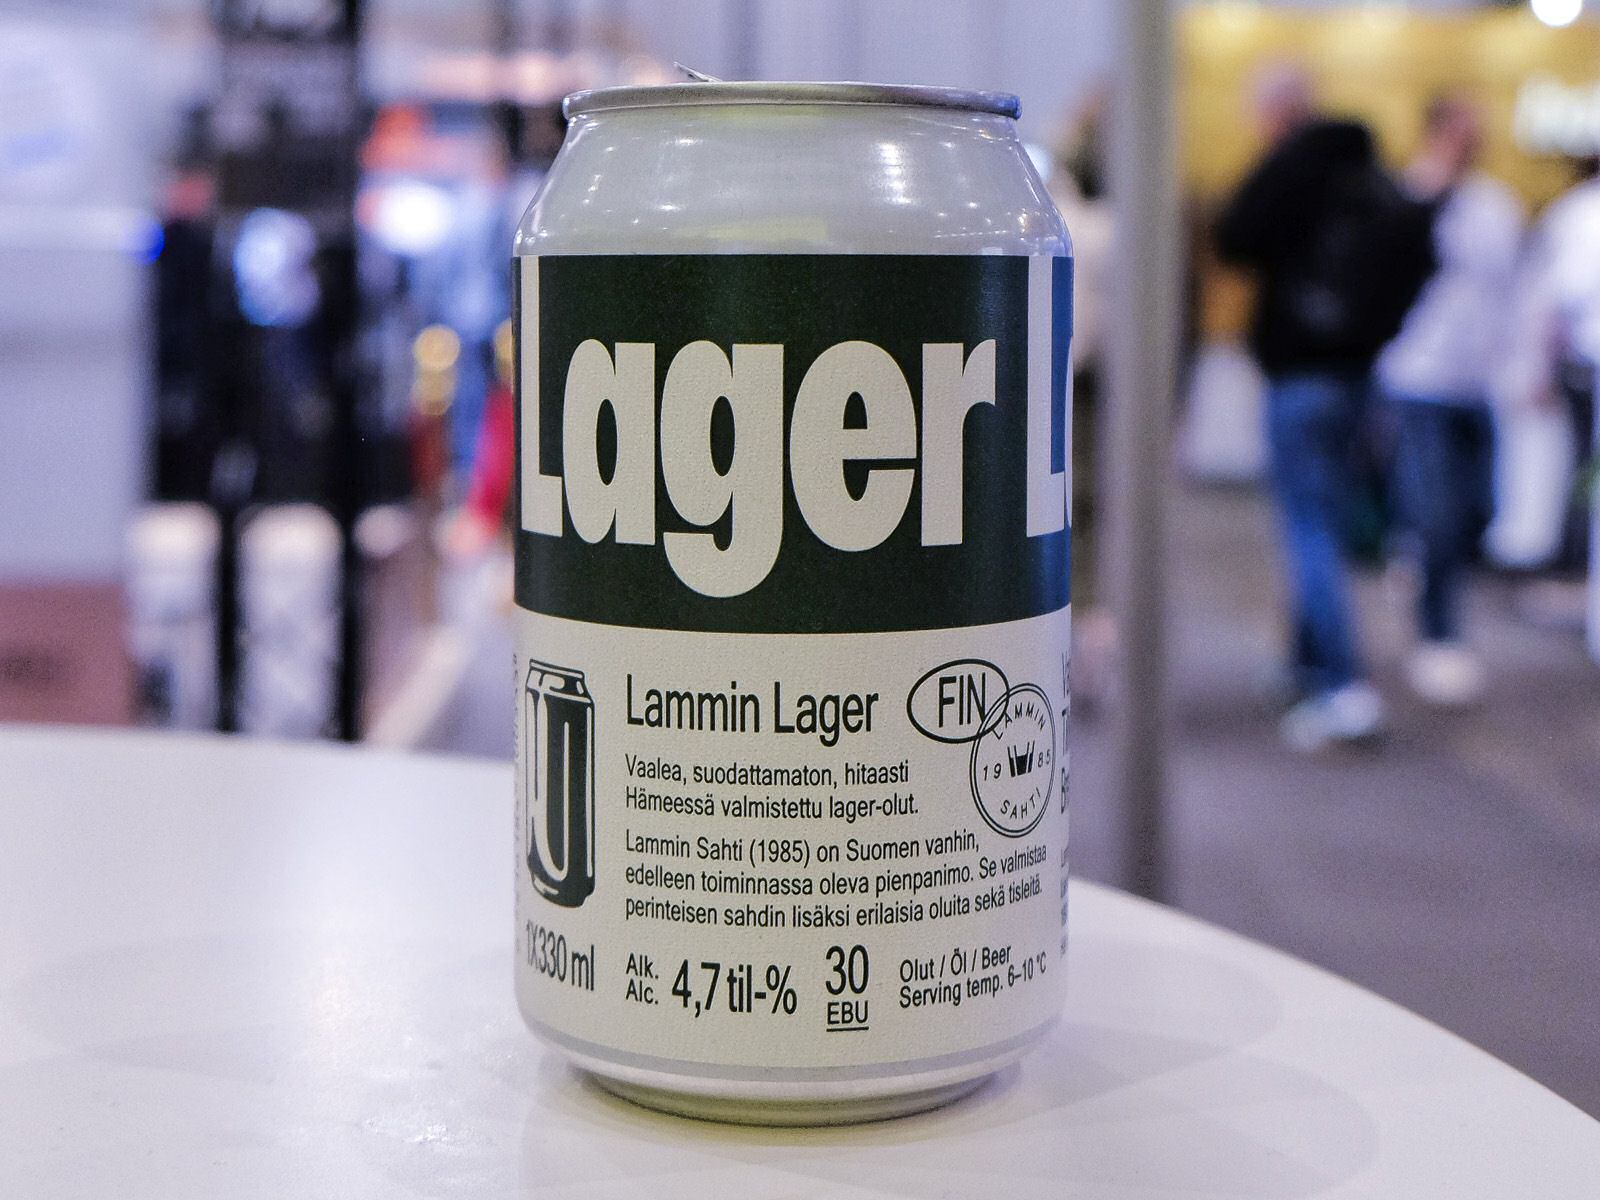 Lager
Lammin Lager
FIN
LAMMIN
1985
SAHTI
Vaalea, suodattamaton, hitaasti
Hämeessä valmistettu lager-olut.
Lammin Sahti (1985) on Suomen vanhin,
edelleen toiminnassa oleva pienpanimo. Se valmistaa
perinteisen sahdin lisäksi erilaisia oluita sekä tisleitä.
1X330 ml
Alk.
Alc.
4,7 til-%
30
EBU
Olut / Öl / Beer
Serving temp. 6–10 °C